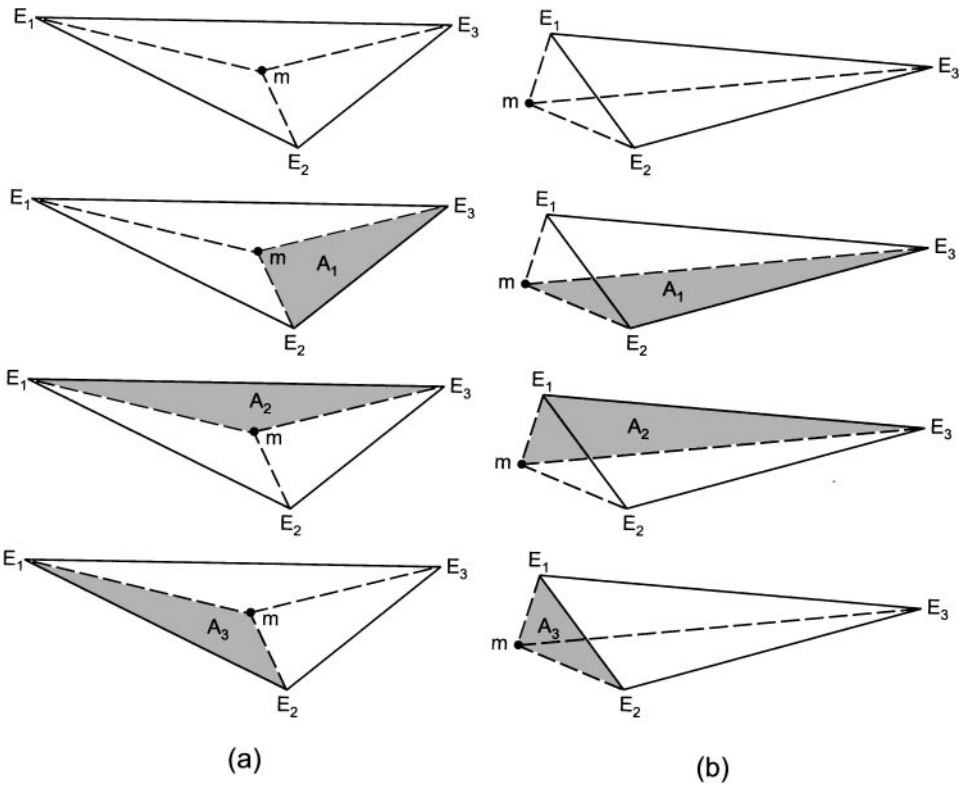 E₁ E₃ m E₂
E₁ E₃ m E₂
E₁ E₃ m A₁ E₂
E₁ E₃ m A₁ E₂
E₁ A₂ E₃ m E₂
E₁ A₂ E₃ m E₂
E₁ E₃ m A₃ E₂
E₁ A₃ E₃ m E₂
(a) (b)